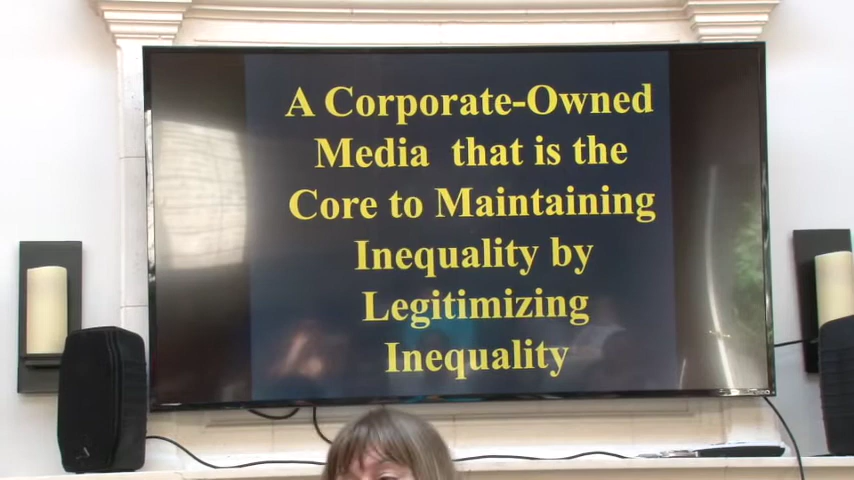 A Corporate-Owned
Media that is the
Core to Maintaining
Inequality by
Legitimizing
Inequality